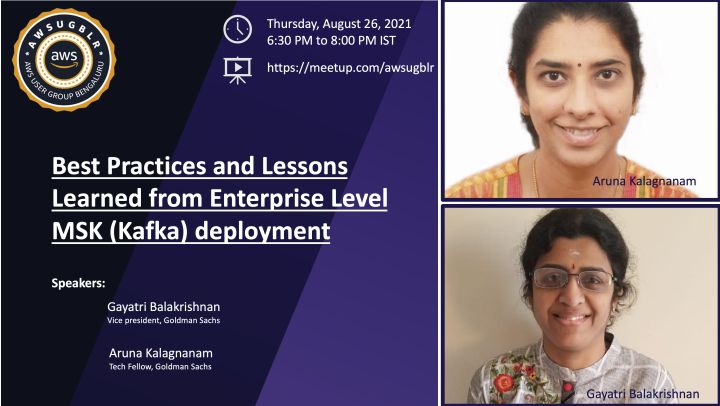 AWSUGBLR
aws
AWS USER GROUP BENGALURU
Thursday, August 26, 2021
6:30 PM to 8:00 PM IST
https://meetup.com/awsugblr
Best Practices and Lessons
Learned from Enterprise Level
MSK (Kafka) deployment
Speakers:
Gayatri Balakrishnan
Vice president, Goldman Sachs
Aruna Kalagnanam
Tech Fellow, Goldman Sachs
Aruna Kalagnanam
Gayatri Balakrishnan